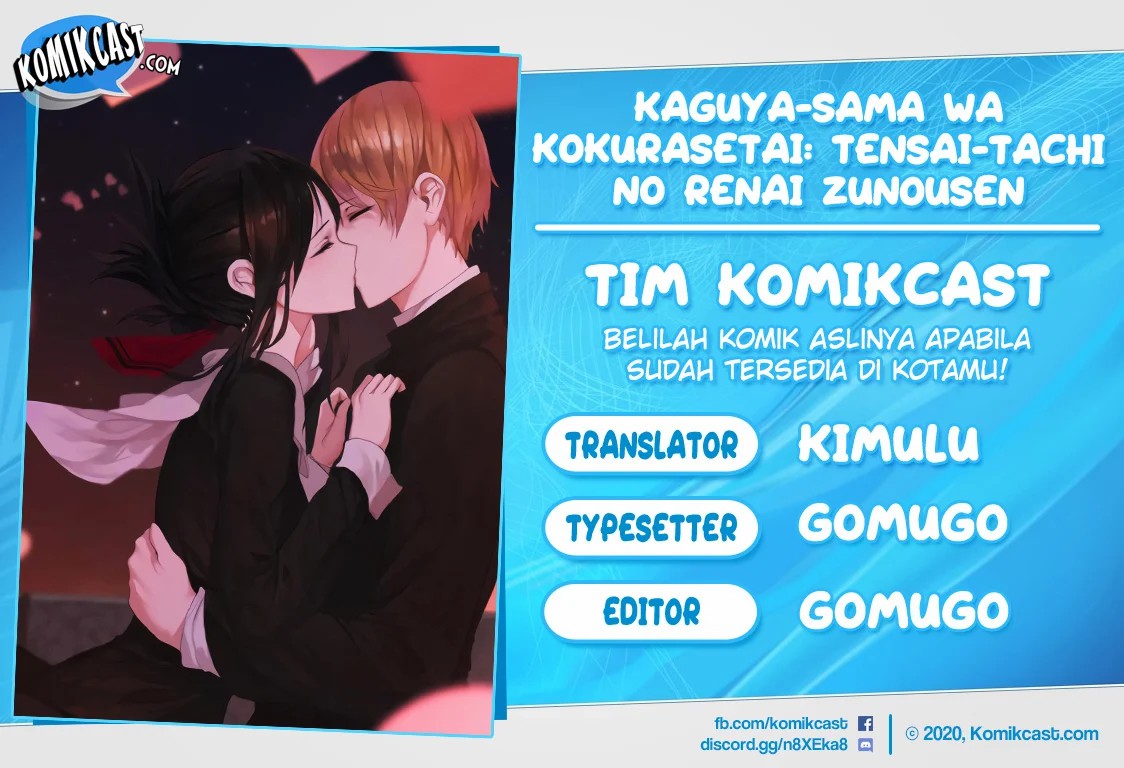 KOMIKCAST.COM
KAGUYA-SAMA WA
KOKURASETAI: TENSAI-TACHI
NO RENAI ZUNOUSEN
TIM KOMIKCAST
BELILAH KOMIK ASLINYA APABILA
SUDAH TERSEDIA DI KOTAMU!
TRANSLATOR KIMULU
TYPESETTER GOMUGO
EDITOR GOMUGO
fb.com/komikcast
discord.gg/n8XEka8
© 2020, Komikcast.com